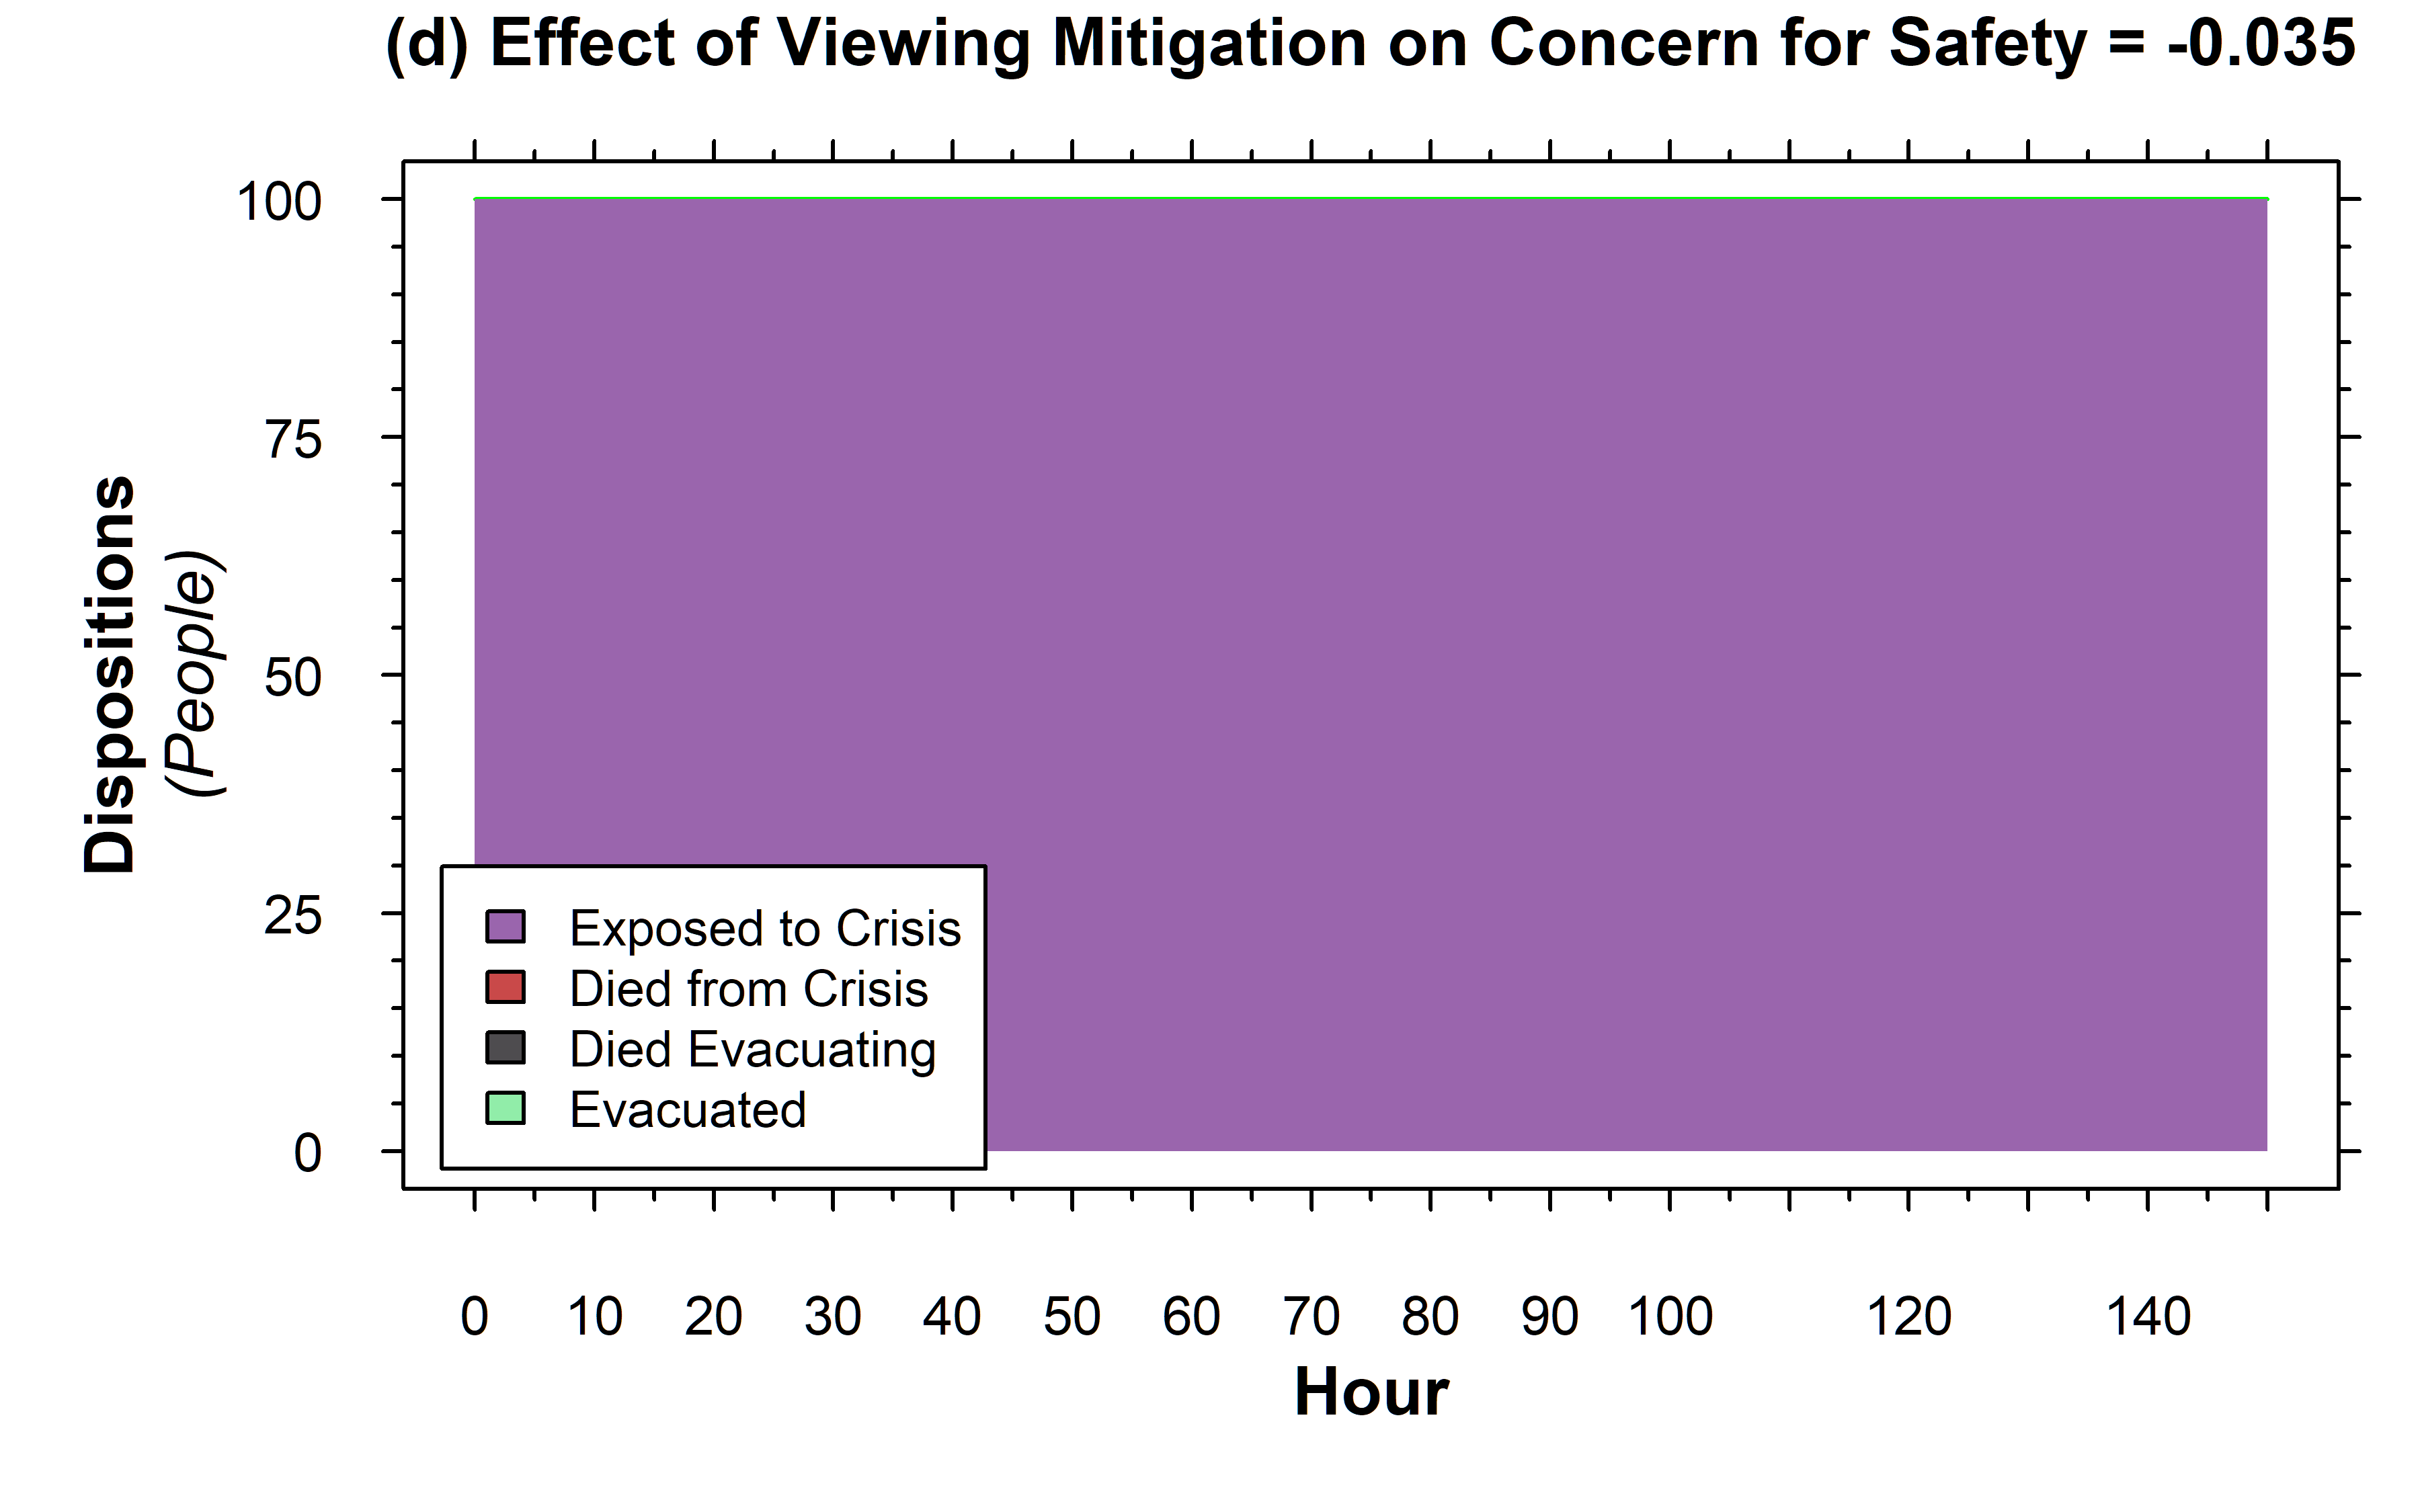 (d) Effect of Viewing Mitigation on Concern for Safety = -0.035
100
75
50
25
0
Dispositions
(People)
Exposed to Crisis
Died from Crisis
Died Evacuating
Evacuated
0 10 20 30 40 50 60 70 80 90 100 120 140
Hour